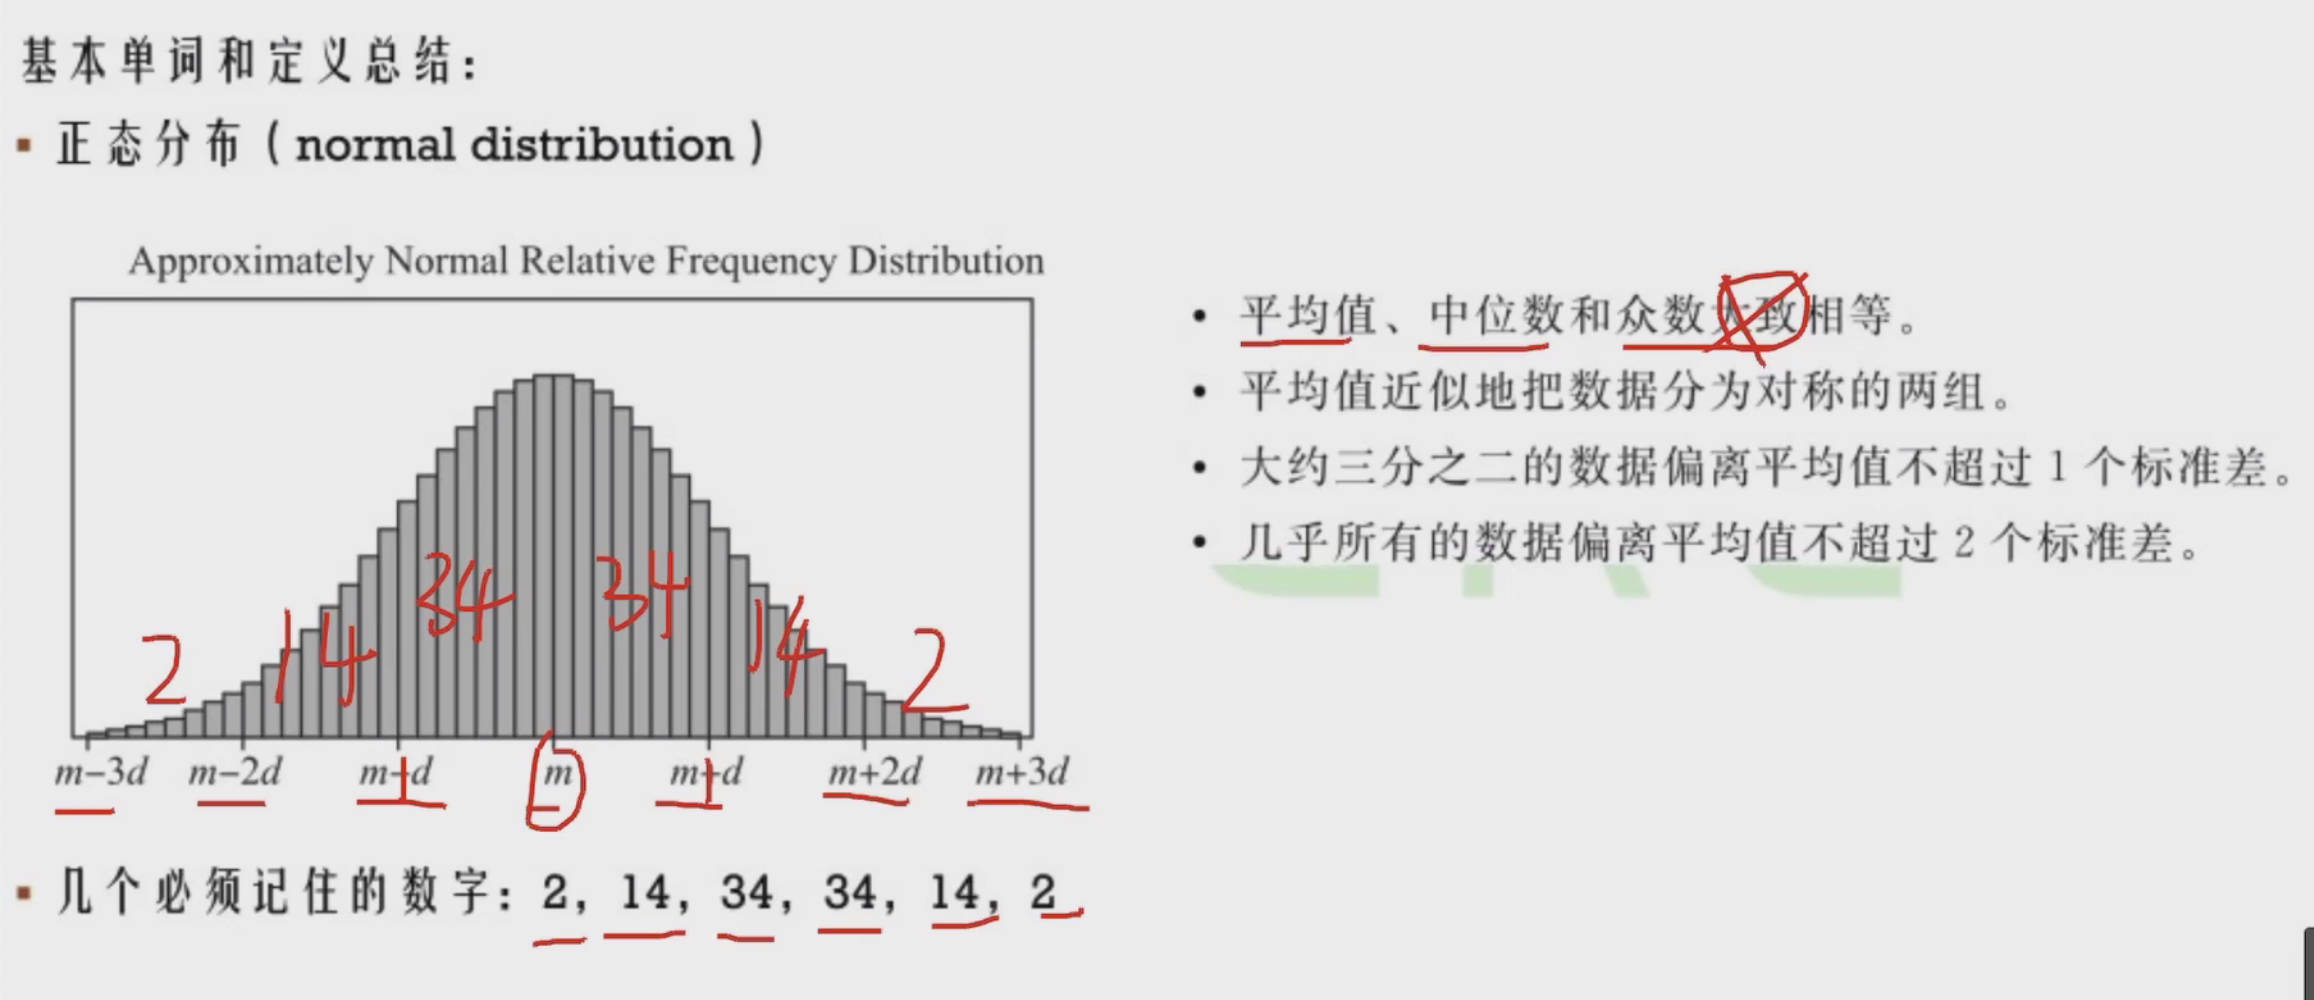 基本单词和定义总结：
正态分布（normal distribution）
Approximately Normal Relative Frequency Distribution
2 14 34 34 14 2
m−3d m−2d m−d m m+d m+2d m+3d
几个必须记住的数字：2, 14, 34, 34, 14, 2
平均值、中位数和众数大致相等。
平均值近似地把数据分为对称的两组。
大约三分之二的数据偏离平均值不超过 1 个标准差。
几乎所有的数据偏离平均值不超过 2 个标准差。